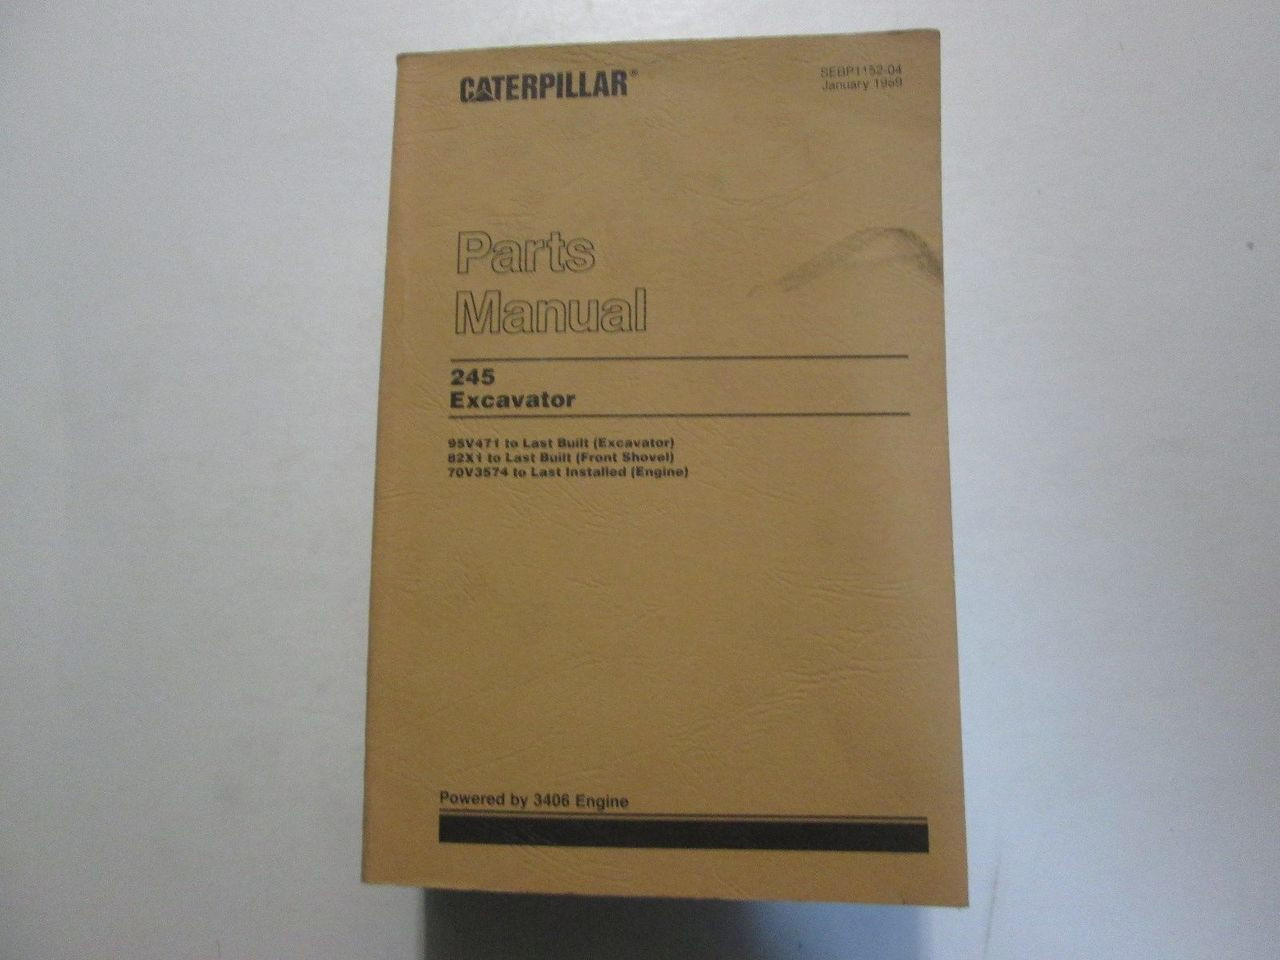 CATERPILLAR®
SEBP1152-04
January 1989
Parts
Manual
245
Excavator
95V471 to Last Built (Excavator)
82X1 to Last Built (Front Shovel)
70V3574 to Last Installed (Engine)
Powered by 3406 Engine